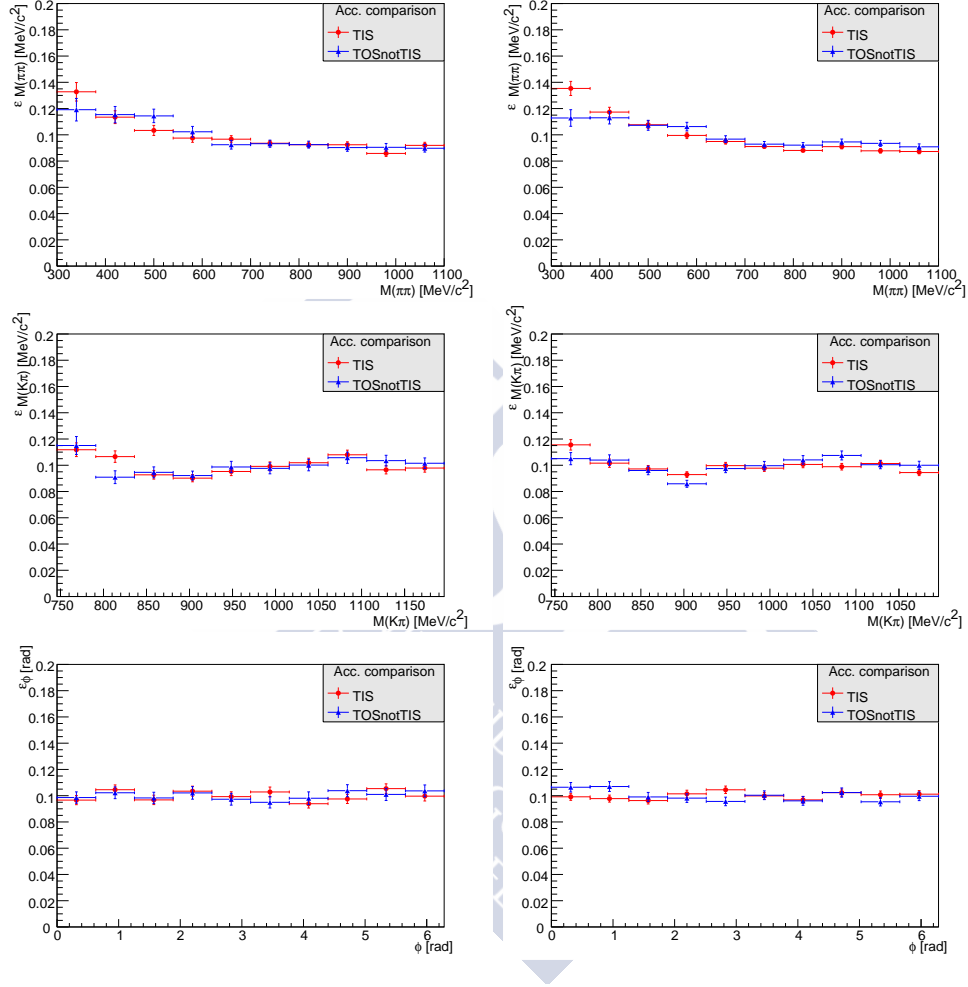 ε M(ππ) [MeV/c²]
0.2
0.18
0.16
0.14
0.12
0.1
0.08
0.06
0.04
0.02
0
Acc. comparison
TIS
TOSnotTIS
300 400 500 600 700 800 900 1000 1100
M(ππ) [MeV/c²]
ε M(ππ) [MeV/c²]
0.2
0.18
0.16
0.14
0.12
0.1
0.08
0.06
0.04
0.02
0
Acc. comparison
TIS
TOSnotTIS
300 400 500 600 700 800 900 1000 1100
M(ππ) [MeV/c²]
ε M(Kπ) [MeV/c²]
0.2
0.18
0.16
0.14
0.12
0.1
0.08
0.06
0.04
0.02
0
Acc. comparison
TIS
TOSnotTIS
750 800 850 900 950 1000 1050 1100 1150
M(Kπ) [MeV/c²]
ε M(Kπ) [MeV/c²]
0.2
0.18
0.16
0.14
0.12
0.1
0.08
0.06
0.04
0.02
0
Acc. comparison
TIS
TOSnotTIS
750 800 850 900 950 1000 1050 1050
M(Kπ) [MeV/c²]
εϕ [rad]
0.2
0.18
0.16
0.14
0.12
0.1
0.08
0.06
0.04
0.02
0
Acc. comparison
TIS
TOSnotTIS
0 1 2 3 4 5 6
ϕ [rad]
εϕ [rad]
0.2
0.18
0.16
0.14
0.12
0.1
0.08
0.06
0.04
0.02
0
Acc. comparison
TIS
TOSnotTIS
0 1 2 3 4 5 6
ϕ [rad]